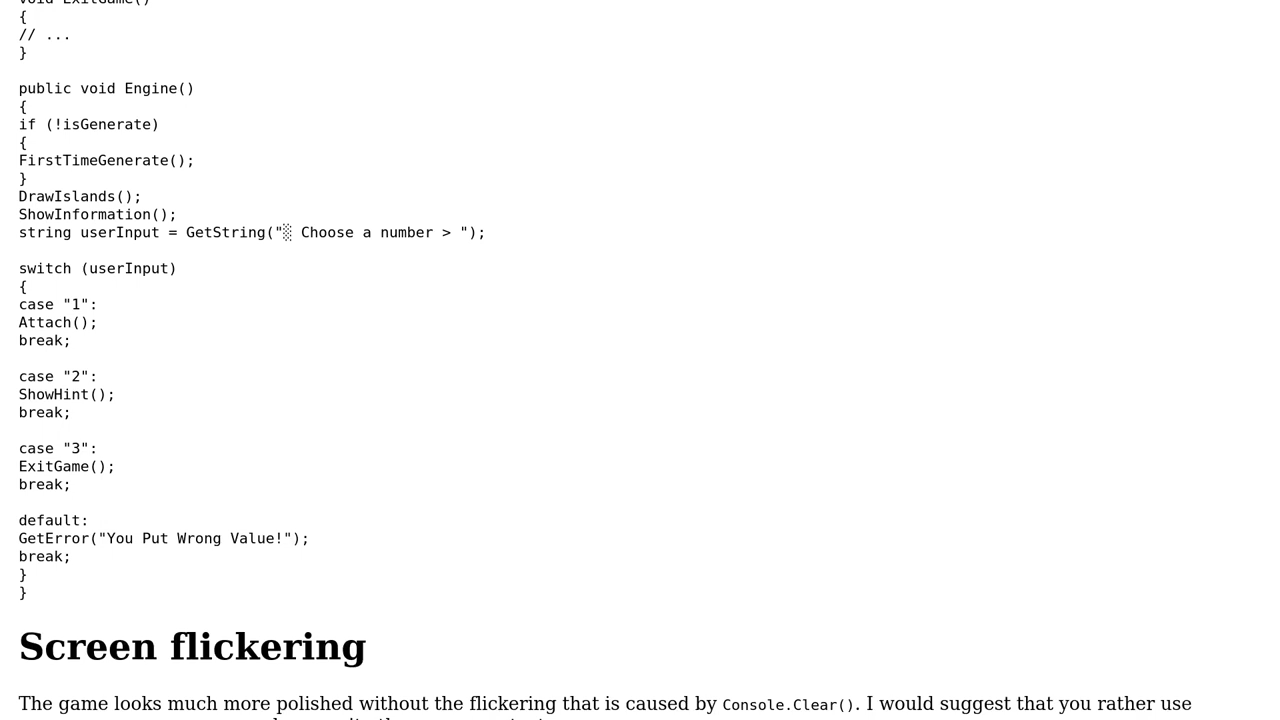 void ExitGame()
{
// ...
}
public void Engine()
{
if (!isGenerate)
{
FirstTimeGenerate();
}
DrawIslands();
ShowInformation();
string userInput = GetString("░ Choose a number > ");
switch (userInput)
{
case "1":
Attach();
break;
case "2":
ShowHint();
break;
case "3":
ExitGame();
break;
default:
GetError("You Put Wrong Value!");
break;
}
}
Screen flickering
The game looks much more polished without the flickering that is caused by Console.Clear(). I would suggest that you rather use